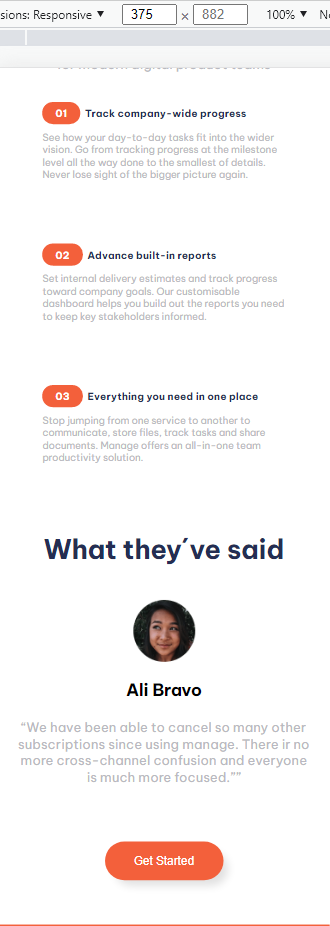 sions: Responsive ▼ 375 × 882 100% ▼ N
for modern digital product teams
01 Track company-wide progress
See how your day-to-day tasks fit into the wider
vision. Go from tracking progress at the milestone
level all the way done to the smallest of details.
Never lose sight of the bigger picture again.
02 Advance built-in reports
Set internal delivery estimates and track progress
toward company goals. Our customisable
dashboard helps you build out the reports you need
to keep key stakeholders informed.
03 Everything you need in one place
Stop jumping from one service to another to
communicate, store files, track tasks and share
documents. Manage offers an all-in-one team
productivity solution.
What they´ve said
Ali Bravo
“We have been able to cancel so many other
subscriptions since using manage. There ir no
more cross-channel confusion and everyone
is much more focused.””
Get Started